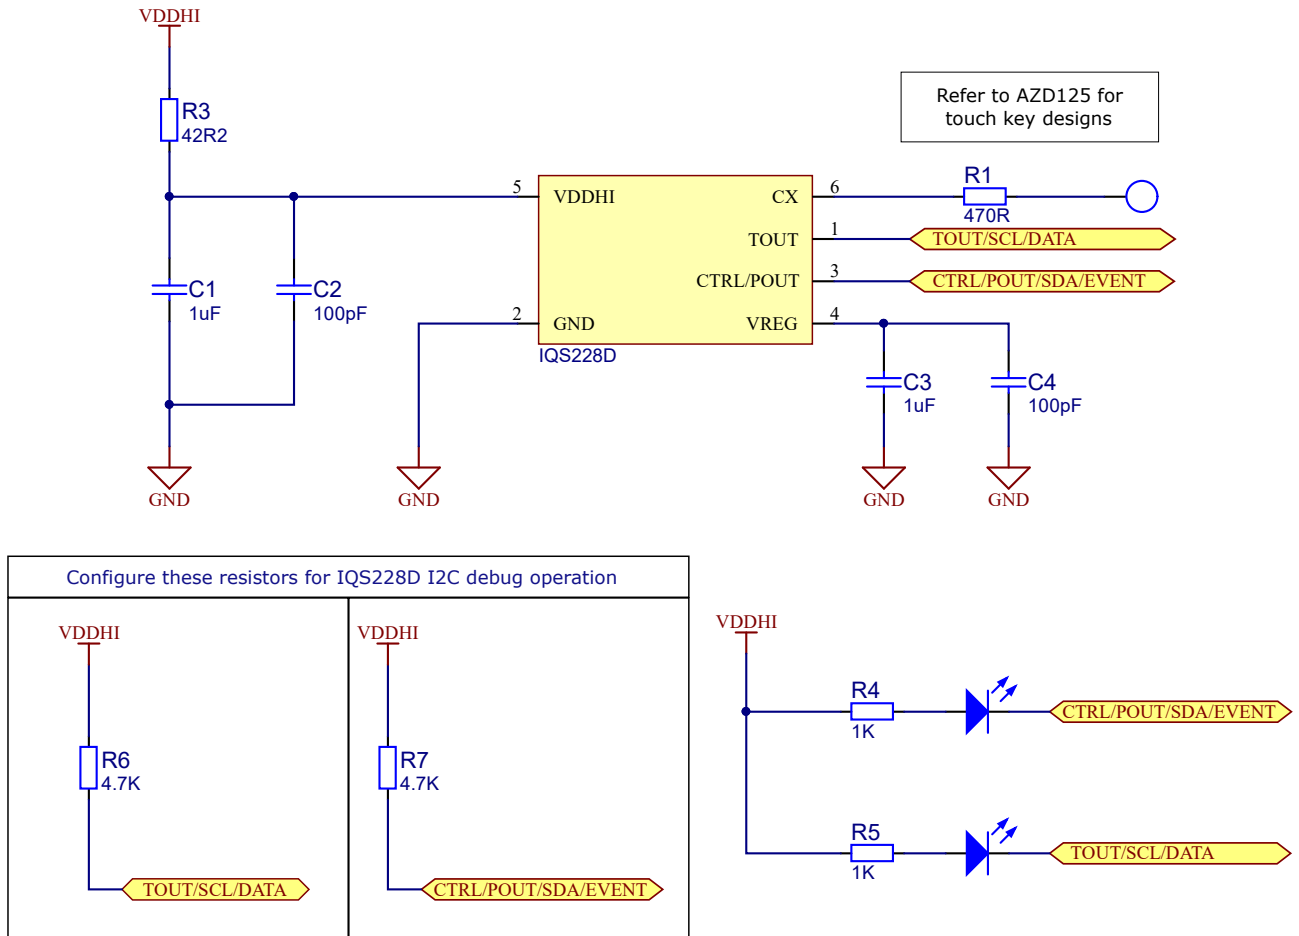 VDDHI
R3
42R2
C1
1uF
C2
100pF
GND
GND
5
VDDHI
2
GND
IQS228D
CX
6
TOUT
1
CTRL/POUT
3
VREG
4
Refer to AZD125 for
touch key designs
R1
470R
TOUT/SCL/DATA
CTRL/POUT/SDA/EVENT
C3
1uF
C4
100pF
GND
GND
Configure these resistors for IQS228D I2C debug operation
VDDHI
R6
4.7K
TOUT/SCL/DATA
VDDHI
R7
4.7K
CTRL/POUT/SDA/EVENT
VDDHI
R4
1K
CTRL/POUT/SDA/EVENT
R5
1K
TOUT/SCL/DATA